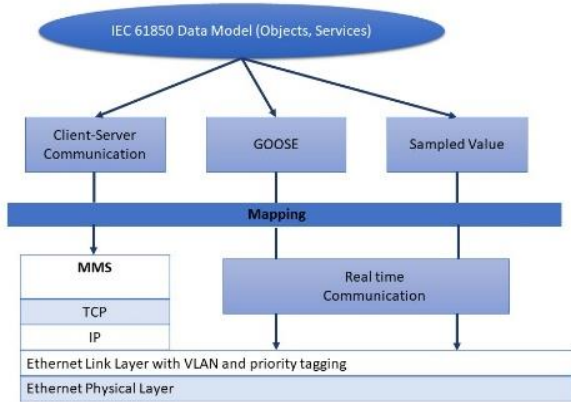 IEC 61850 Data Model (Objects, Services)
Client-Server
Communication
GOOSE
Sampled Value
Mapping
MMS
TCP
IP
Real time
Communication
Ethernet Link Layer with VLAN and priority tagging
Ethernet Physical Layer